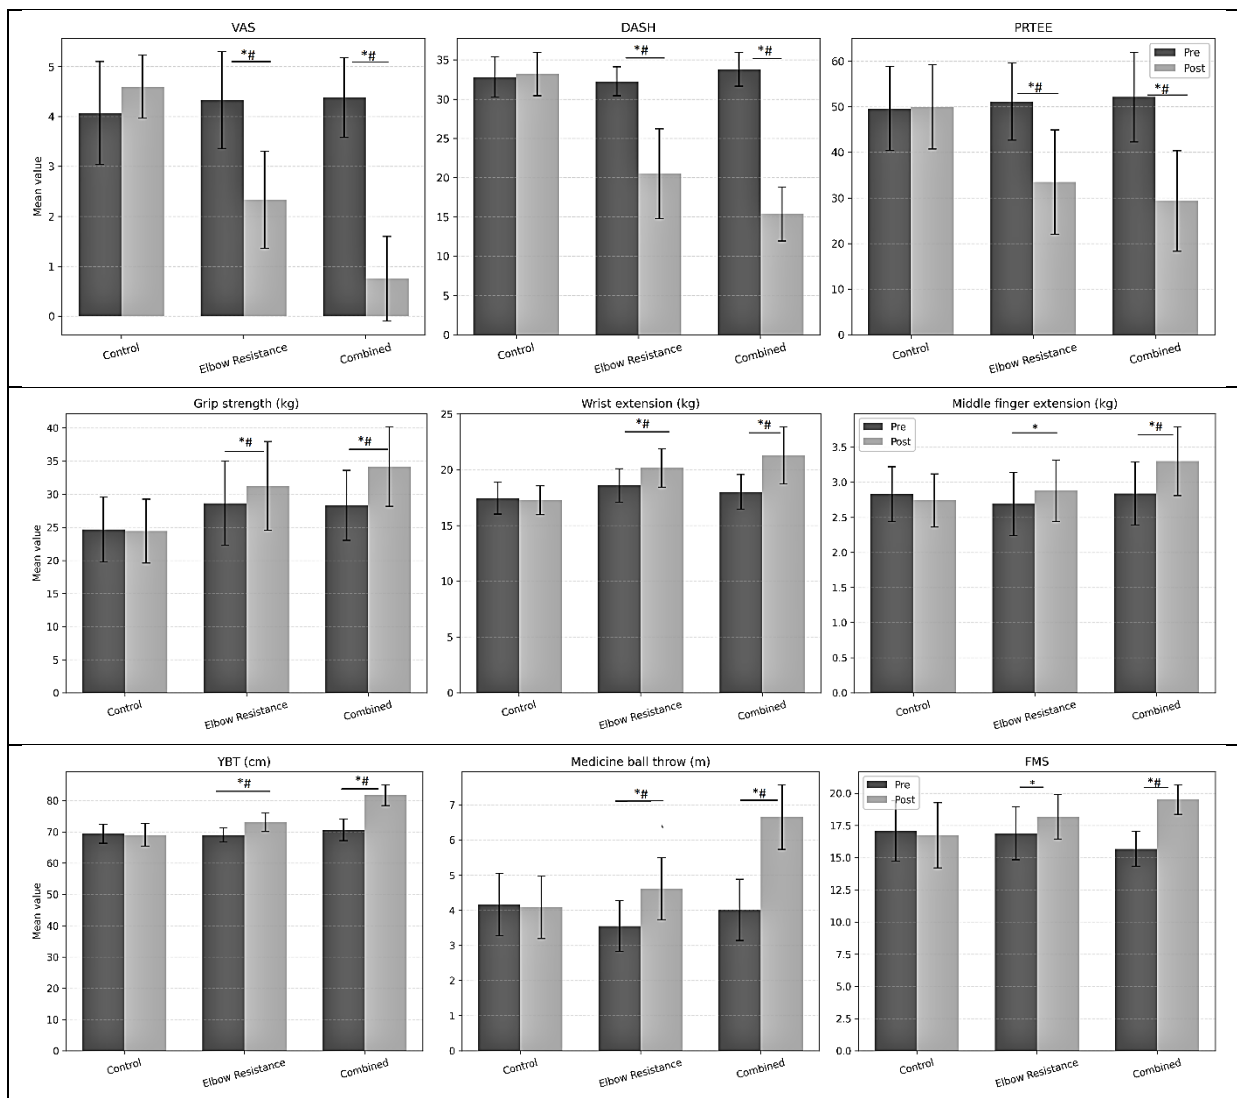 VAS
Mean value
5
4
3
2
1
0
*#
*#
Control
Elbow Resistance
Combined
DASH
35
30
25
20
15
10
5
0
*#
*#
Control
Elbow Resistance
Combined
PRTEE
60
50
40
30
20
10
0
Pre
Post
*#
*#
Control
Elbow Resistance
Combined
Grip strength (kg)
Mean value
40
35
30
25
20
15
10
5
0
*#
*#
Control
Elbow Resistance
Combined
Wrist extension (kg)
25
20
15
10
5
0
*#
*#
Control
Elbow Resistance
Combined
Middle finger extension (kg)
3.5
3.0
2.5
2.0
1.5
1.0
0.5
0.0
Pre
Post
*
*#
Control
Elbow Resistance
Combined
YBT (cm)
Mean value
80
70
60
50
40
30
20
10
0
*#
*#
Control
Elbow Resistance
Combined
Medicine ball throw (m)
7
6
5
4
3
2
1
0
*#
*#
Control
Elbow Resistance
Combined
FMS
20.0
17.5
15.0
12.5
10.0
7.5
5.0
2.5
0.0
Pre
Post
*
*#
Control
Elbow Resistance
Combined